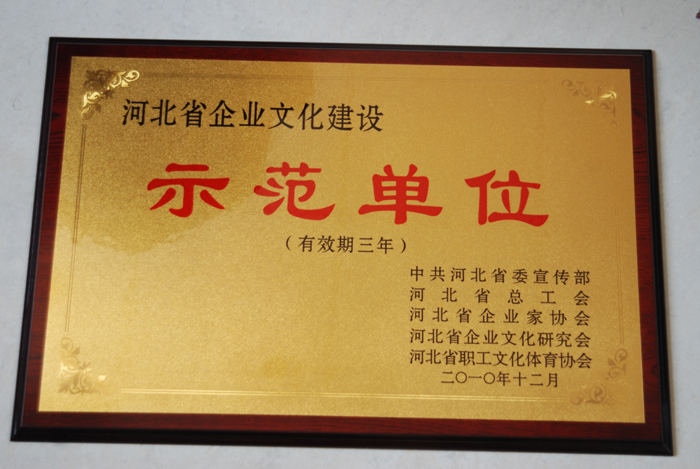 河北省企业文化建设
示范单位
（有效期三年）
中共河北省委宣传部
河北省总工会
河北省企业家协会
河北省企业文化研究会
河北省职工文化体育协会
二〇一〇年十二月